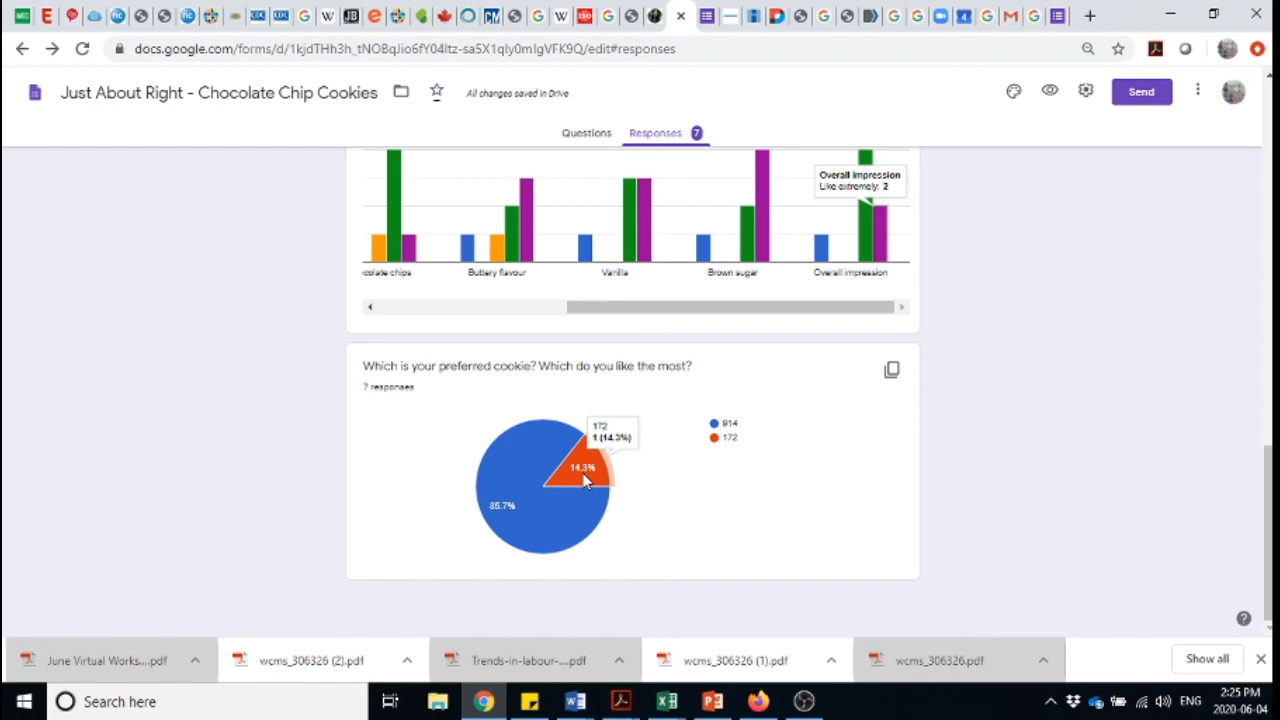 docs.google.com/forms/d/1kjdTHh3h_tNOBqJio6fY04ltz-sa5X1qIy0mIgVFK9Q/edit#responses
Just About Right - Chocolate Chip Cookies
All changes saved in Drive
Send
Questions
Responses 7
Overall impression
Like extremely: 2
colate chips
Buttery flavour
Vanilla
Brown sugar
Overall impression
Which is your preferred cookie? Which do you like the most?
7 responses
172
1 (14.3%)
14.3%
85.7%
914
172
June Virtual Works....pdf
wcms_306326 (2).pdf
Trends-in-labour-....pdf
wcms_306326 (1).pdf
wcms_306326.pdf
Show all
Search here
ENG
2:25 PM
2020-06-04